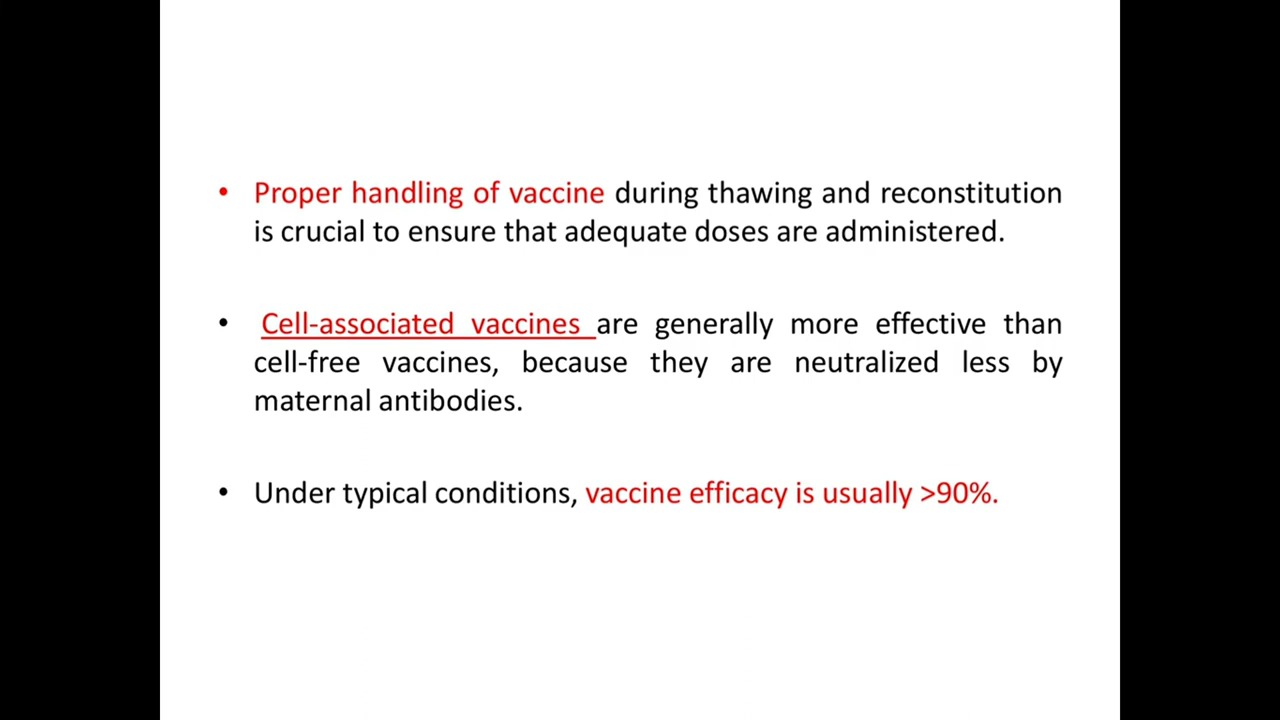 • Proper handling of vaccine during thawing and reconstitution
is crucial to ensure that adequate doses are administered.
• Cell-associated vaccines are generally more effective than
cell-free vaccines, because they are neutralized less by
maternal antibodies.
• Under typical conditions, vaccine efficacy is usually >90%.